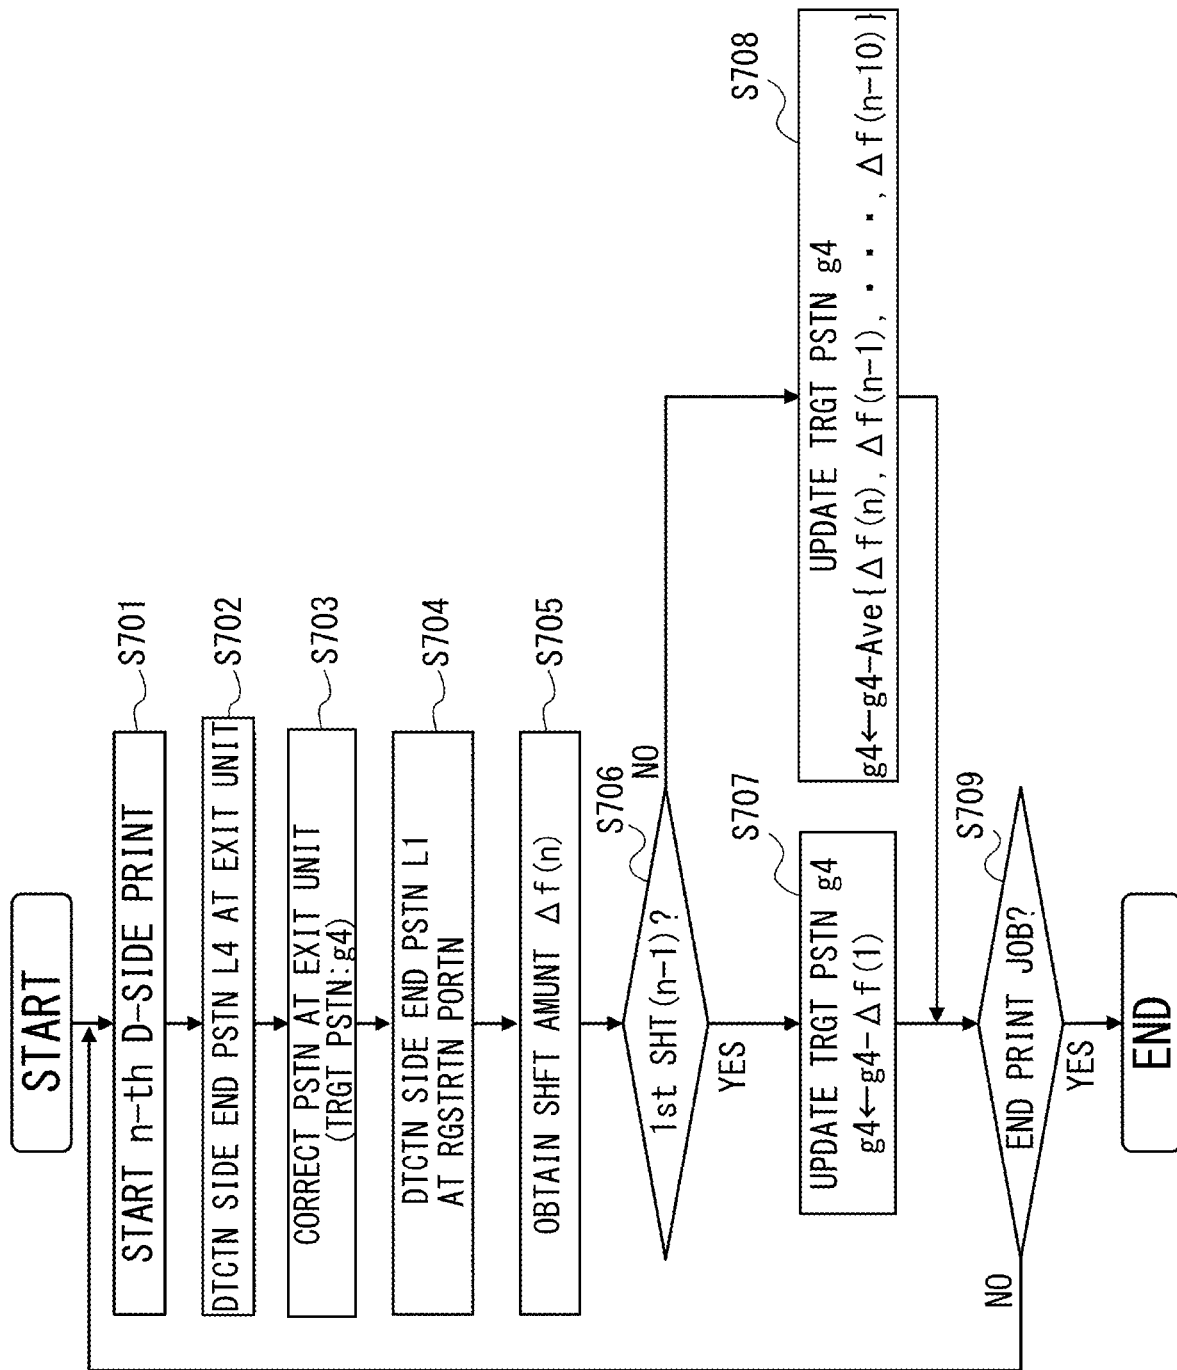 START
START n-th D-SIDE PRINT
S701
DTCTN SIDE END PSTN L4 AT EXIT UNIT
S702
CORRECT PSTN AT EXIT UNIT
(TRGT PSTN:g4)
S703
DTCTN SIDE END PSTN L1
AT RGSTRTN PORTN
S704
OBTAIN SHFT AMUNT Δf(n)
S705
1st SHT(n-1)?
S706
NO
YES
UPDATE TRGT PSTN g4
g4←g4-Δf(1)
S707
UPDATE TRGT PSTN g4
g4←g4-Ave{Δf(n), Δf(n-1), ･･･, Δf(n-10)}
S708
END PRINT JOB?
S709
NO
YES
END